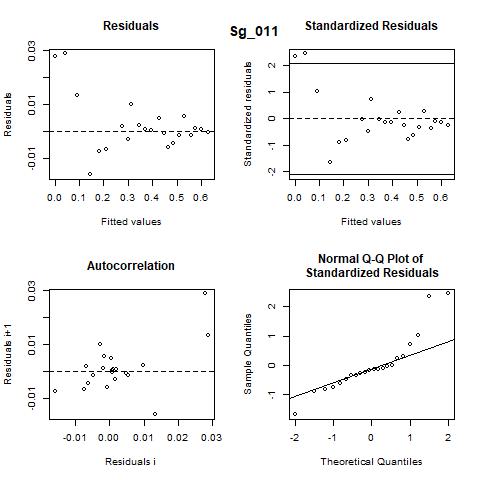 Sg_011
Residuals
Residuals
0.03
0.01
-0.01
0.0 0.1 0.2 0.3 0.4 0.5 0.6
Fitted values
Standardized Residuals
Standardized residuals
2
1
0
-1
-2
0.0 0.1 0.2 0.3 0.4 0.5 0.6
Fitted values
Autocorrelation
Residuals i+1
0.03
0.01
-0.01
-0.01 0.00 0.01 0.02 0.03
Residuals i
Normal Q-Q Plot of
Standardized Residuals
Sample Quantiles
2
1
0
-1
-2 -1 0 1 2
Theoretical Quantiles